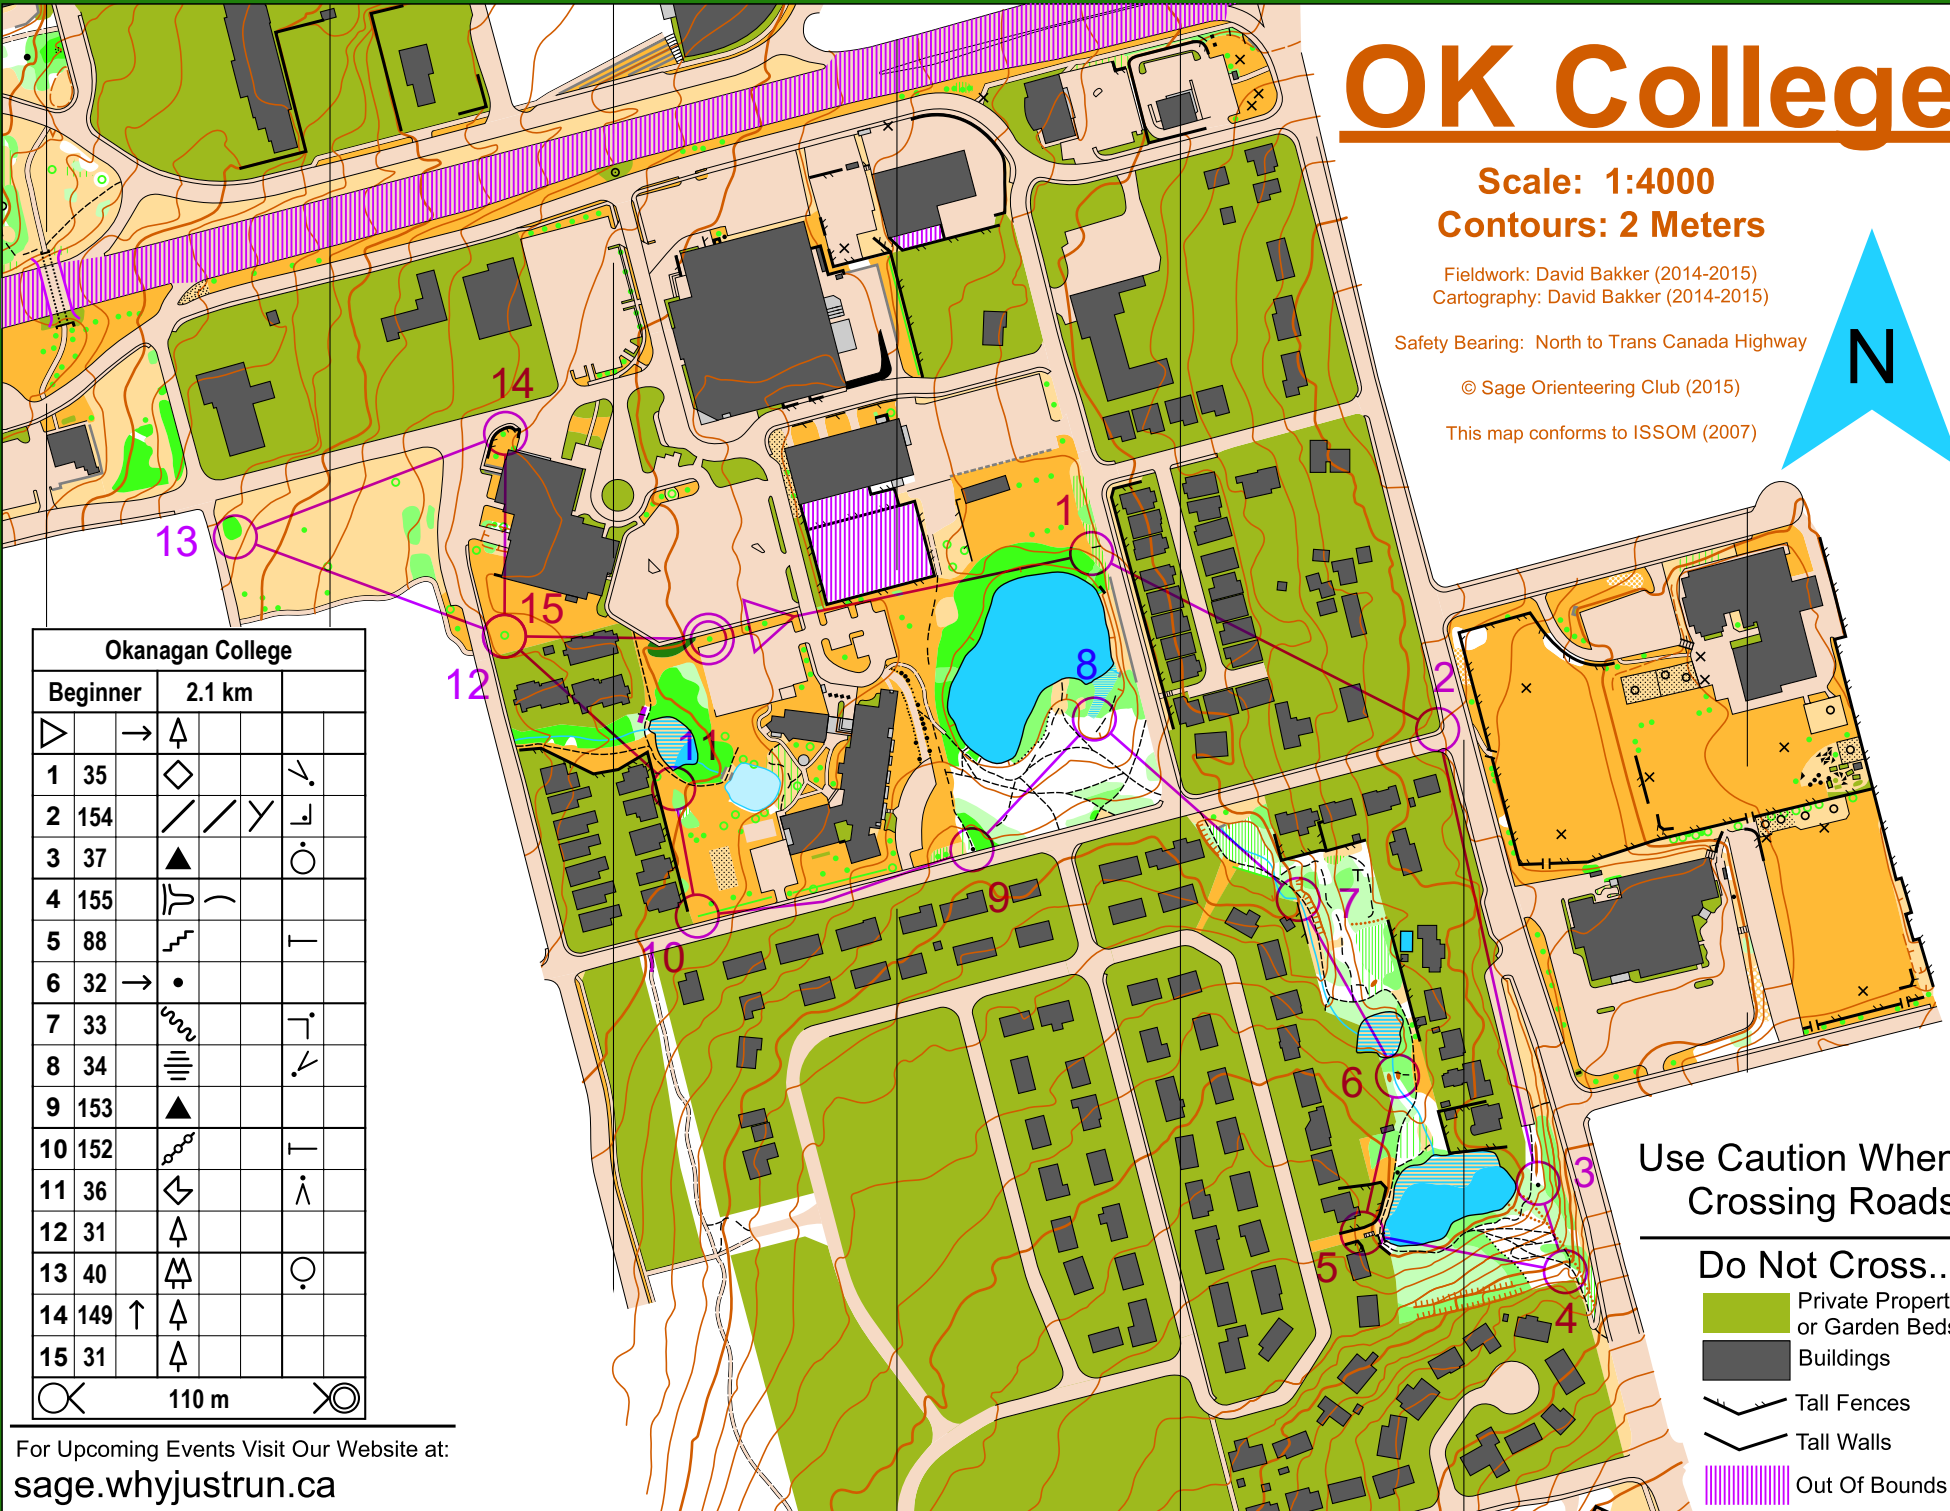 OK College
Scale: 1:4000
Contours: 2 Meters
Fieldwork: David Bakker (2014-2015)
Cartography: David Bakker (2014-2015)
Safety Bearing: North to Trans Canada Highway
© Sage Orienteering Club (2015)
This map conforms to ISSOM (2007)
N
14
13
1
15
12
8
2
11
7
9
10
6
3
5
4
Okanagan College
Beginner 2.1 km
1 35
2 154
3 37
4 155
5 88
6 32
7 33
8 34
9 153
10 152
11 36
12 31
13 40
14 149
15 31
110 m
For Upcoming Events Visit Our Website at:
sage.whyjustrun.ca
Use Caution When
Crossing Roads
Do Not Cross...
Private Propert
or Garden Beds
Buildings
Tall Fences
Tall Walls
Out Of Bounds